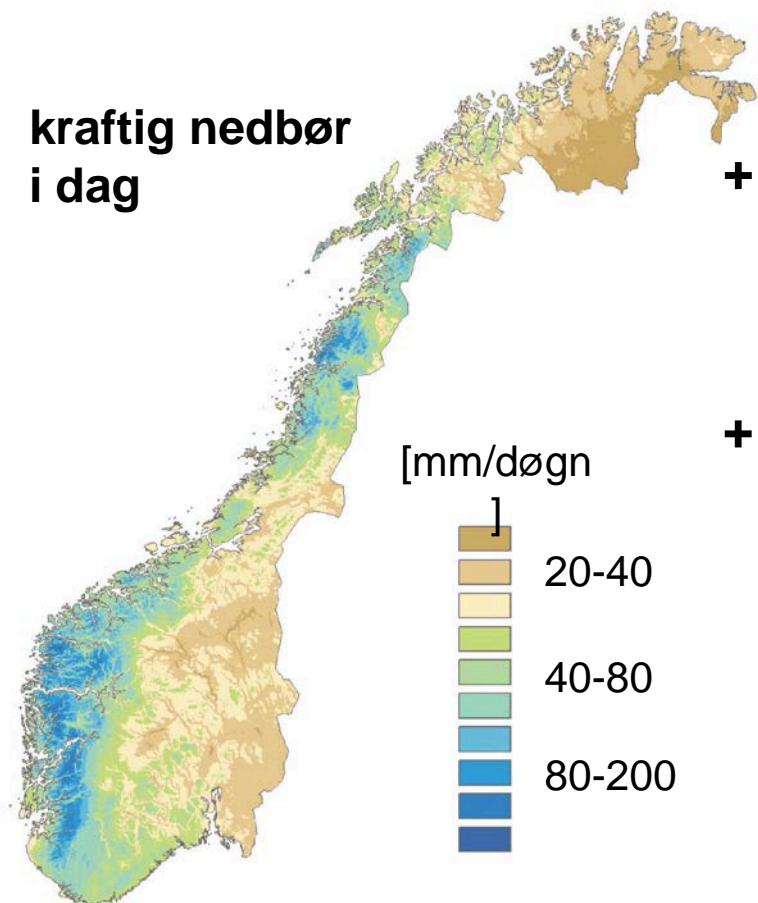 kraftig nedbør
i dag
+
+
[mm/døgn
]
20-40
40-80
80-200